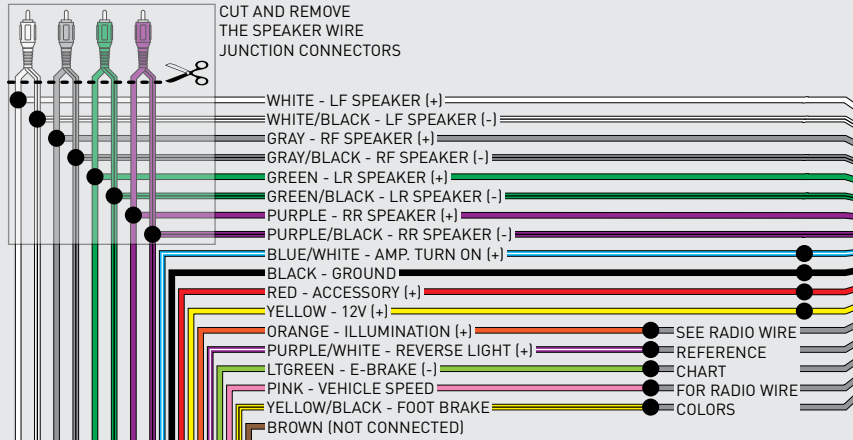 CUT AND REMOVE
THE SPEAKER WIRE
JUNCTION CONNECTORS
WHITE - LF SPEAKER (+)
WHITE/BLACK - LF SPEAKER (-)
GRAY - RF SPEAKER (+)
GRAY/BLACK - RF SPEAKER (-)
GREEN - LR SPEAKER (+)
GREEN/BLACK - LR SPEAKER (-)
PURPLE - RR SPEAKER (+)
PURPLE/BLACK - RR SPEAKER (-)
BLUE/WHITE - AMP. TURN ON (+)
BLACK - GROUND
RED - ACCESSORY (+)
YELLOW - 12V (+)
ORANGE - ILLUMINATION (+)
PURPLE/WHITE - REVERSE LIGHT (+)
LTGREEN - E-BRAKE (-)
PINK - VEHICLE SPEED
YELLOW/BLACK - FOOT BRAKE
BROWN (NOT CONNECTED)
SEE RADIO WIRE
REFERENCE
CHART
FOR RADIO WIRE
COLORS